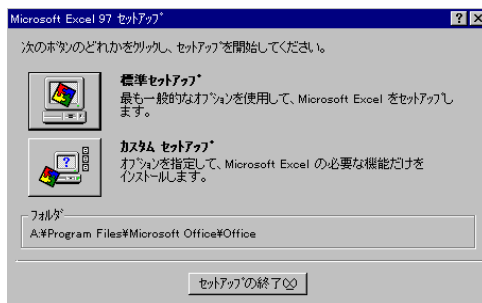 Microsoft Excel 97 ｾｯﾄｱｯﾌﾟ
次のﾎﾞﾀﾝのどれかをｸﾘｯｸし、ｾｯﾄｱｯﾌﾟを開始してください。
標準ｾｯﾄｱｯﾌﾟ
最も一般的なｵﾌﾟｼｮﾝを使用して、Microsoft Excel をｾｯﾄｱｯﾌﾟし
ます。
ｶｽﾀﾑ ｾｯﾄｱｯﾌﾟ
ｵﾌﾟｼｮﾝを指定して、Microsoft Excel の必要な機能だけを
ｲﾝｽﾄｰﾙします。
ﾌｫﾙﾀﾞ
A:¥Program Files¥Microsoft Office¥Office
ｾｯﾄｱｯﾌﾟの終了(X)